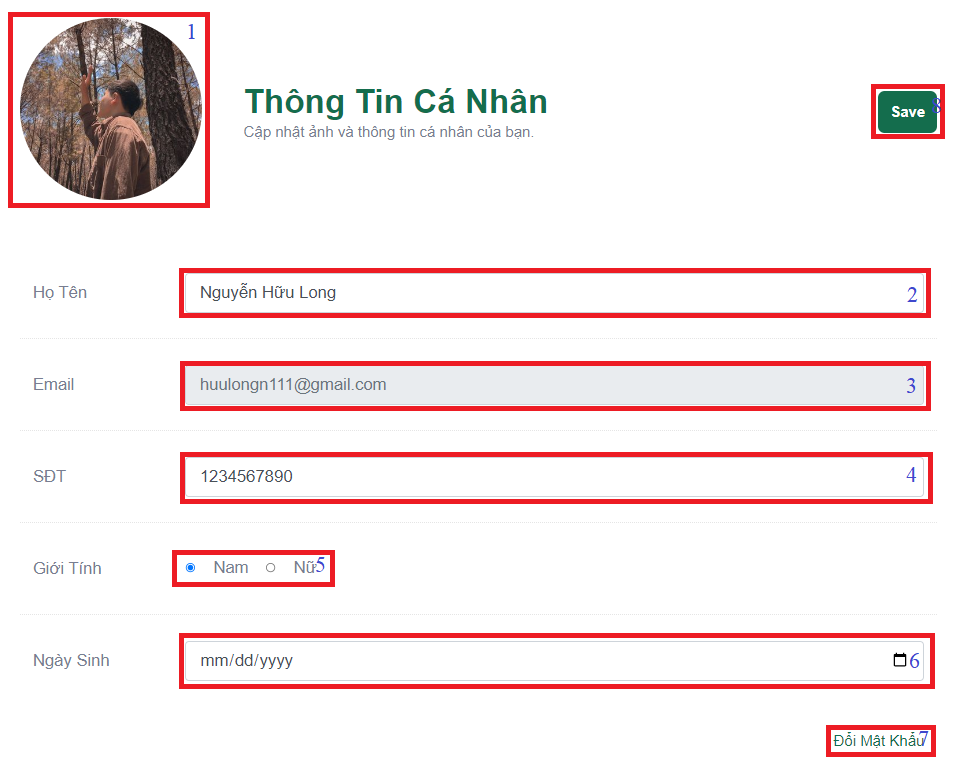 1
Thông Tin Cá Nhân
Cập nhật ảnh và thông tin cá nhân của bạn.
Save 8
Họ Tên Nguyễn Hữu Long 2
Email huulongn111@gmail.com 3
SĐT 1234567890 4
Giới Tính Nam Nữ 5
Ngày Sinh mm/dd/yyyy 6
Đổi Mật Khẩu 7